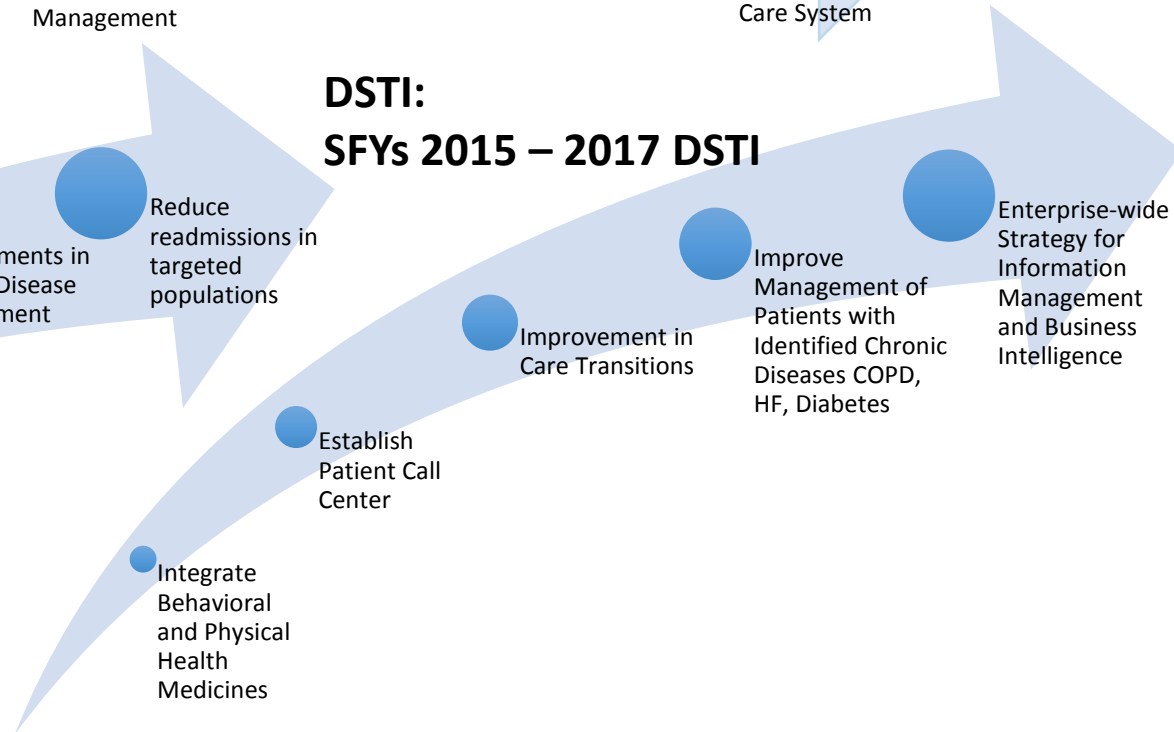 Management
Care System
DSTI:
SFYs 2015 – 2017 DSTI
Reduce
readmissions in
targeted
populations
ments in
Disease
ment
Enterprise-wide
Strategy for
Information
Management
and Business
Intelligence
Improve
Management of
Patients with
Identified Chronic
Diseases COPD,
HF, Diabetes
Improvement in
Care Transitions
Establish
Patient Call
Center
Integrate
Behavioral
and Physical
Health
Medicines